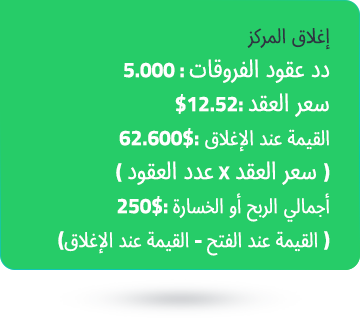 إغلاق المركز
دد عقود الفروقات : 5.000
سعر العقد :12.52$
القيمة عند الإغلاق :$62.600
( سعر العقد x عدد العقود )
أجمالي الربح أو الخسارة :$250
( القيمة عند الفتح - القيمة عند الإغلاق)